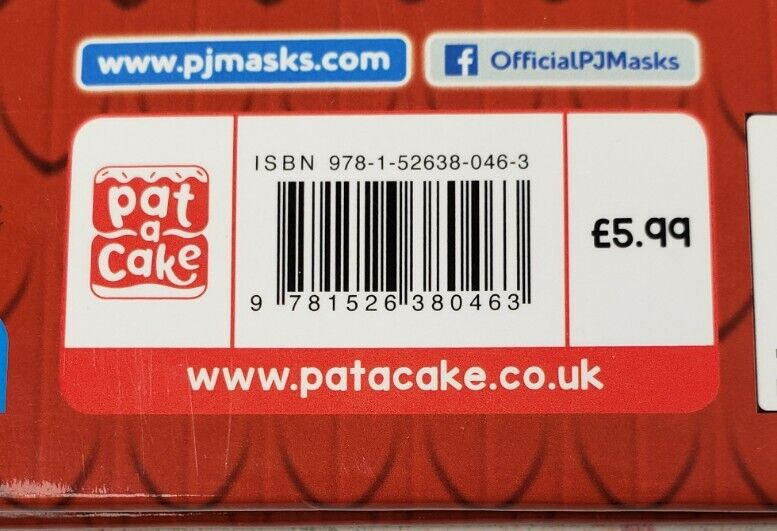 www.pjmasks.com
f OfficialPJMasks
pat
a
cake
ISBN 978-1-52638-046-3
9 781526 380463
£5.99
www.patacake.co.uk